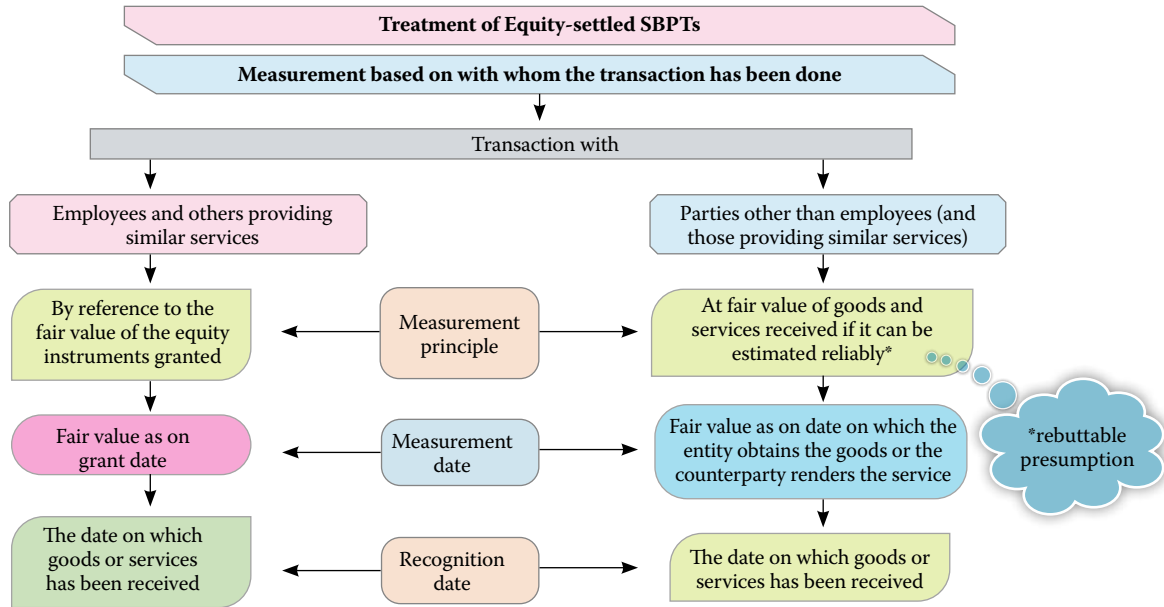 Treatment of Equity-settled SBPTs
Measurement based on with whom the transaction has been done
Transaction with
Employees and others providing
similar services
Parties other than employees (and
those providing similar services)
By reference to the
fair value of the equity
instruments granted
Measurement
principle
At fair value of goods and
services received if it can be
estimated reliably*
Fair value as on
grant date
Measurement
date
Fair value as on date on which the
entity obtains the goods or the
counterparty renders the service
*rebuttable
presumption
The date on which
goods or services
has been received
Recognition
date
The date on which goods or
services has been received